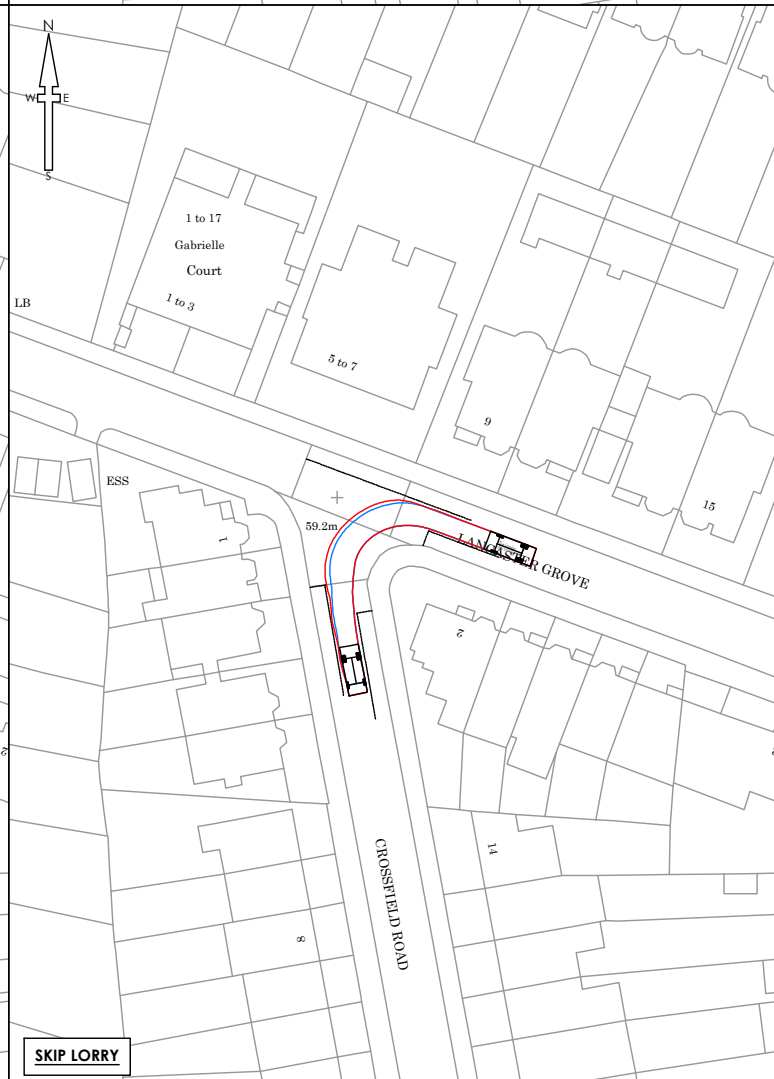 N
W E
S
1 to 17
Gabrielle
Court
1 to 3
LB
5 to 7
9
15
ESS
1
59.2m
LANCASTER GROVE
2
14
CROSSFIELD ROAD
8
SKIP LORRY